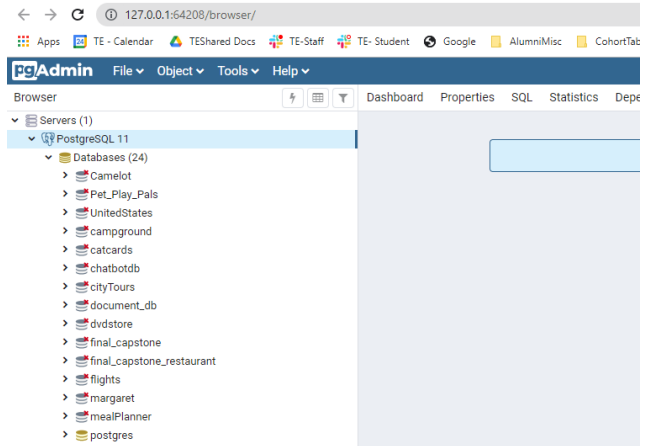 127.0.0.1:64208/browser/
Apps 24 TE - Calendar TEShared Docs TE-Staff TE- Student Google AlumniMisc CohortTab
pgAdmin File Object Tools Help
Browser Dashboard Properties SQL Statistics Depe
Servers (1)
PostgreSQL 11
Databases (24)
Camelot
Pet_Play_Pals
UnitedStates
campground
catcards
chatbotdb
cityTours
document_db
dvdstore
final_capstone
final_capstone_restaurant
flights
margaret
mealPlanner
postgres